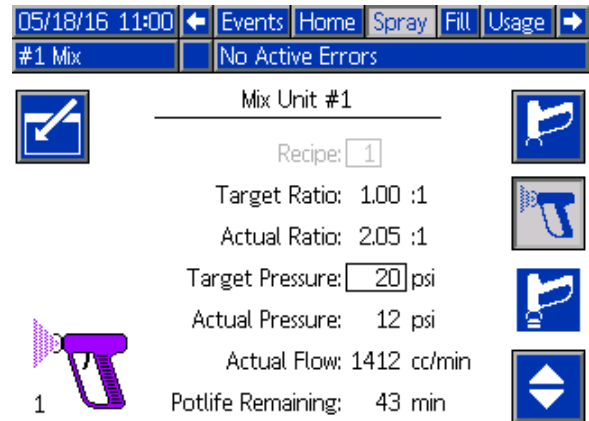 05/18/16 11:00 Events Home Spray Fill Usage
#1 Mix No Active Errors
Mix Unit #1
Recipe: 1
Target Ratio: 1.00 :1
Actual Ratio: 2.05 :1
Target Pressure: 20 psi
Actual Pressure: 12 psi
Actual Flow: 1412 cc/min
Potlife Remaining: 43 min
1